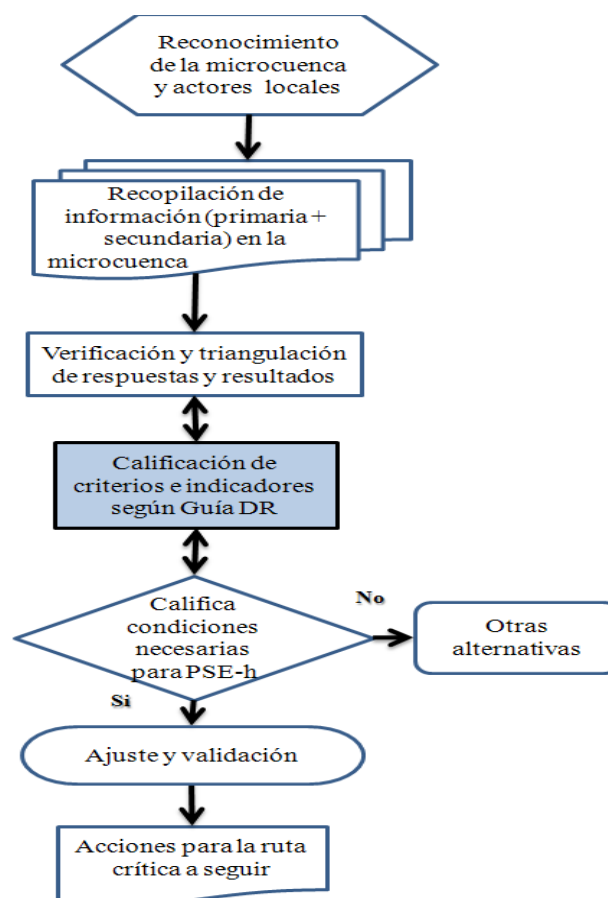 Reconocimiento
de la microcuenca
y actores locales
Recopilación de
información (primaria +
secundaria) en la
microcuenca
Verificación y triangulación
de respuestas y resultados
Calificación de
criterios e indicadores
según Guía DR
Califica
condiciones
necesarias
para PSE-h
No
Otras
alternativas
Si
Ajuste y validación
Acciones para la ruta
crítica a seguir